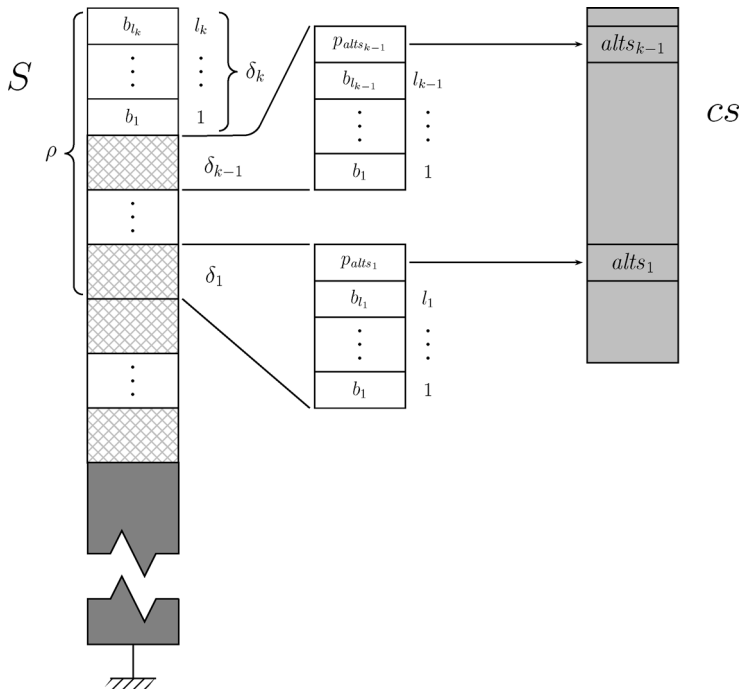 S
ρ
b_{l_k} l_k
⋮ ⋮
b_1 1
δ_k
δ_{k−1}
⋮
δ_1
⋮
p_{alts_{k−1}}
b_{l_{k−1}} l_{k−1}
⋮ ⋮
b_1 1
p_{alts_1}
b_{l_1} l_1
⋮ ⋮
b_1 1
alts_{k−1}
cs
alts_1